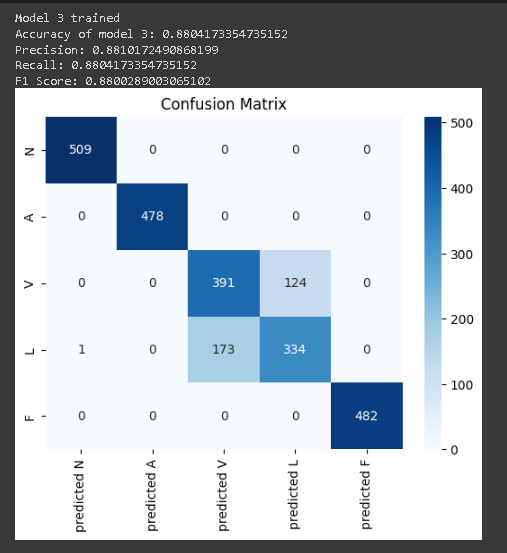 Model 3 trained
Accuracy of model 3: 0.8804173354735152
Precision: 0.8810172490868199
Recall: 0.8804173354735152
F1 Score: 0.8800289003065102
Confusion Matrix
N 509 0 0 0 0
A 0 478 0 0 0
V 0 0 391 124 0
L 1 0 173 334 0
F 0 0 0 0 482
predicted N predicted A predicted V predicted L predicted F
500
400
300
200
100
0